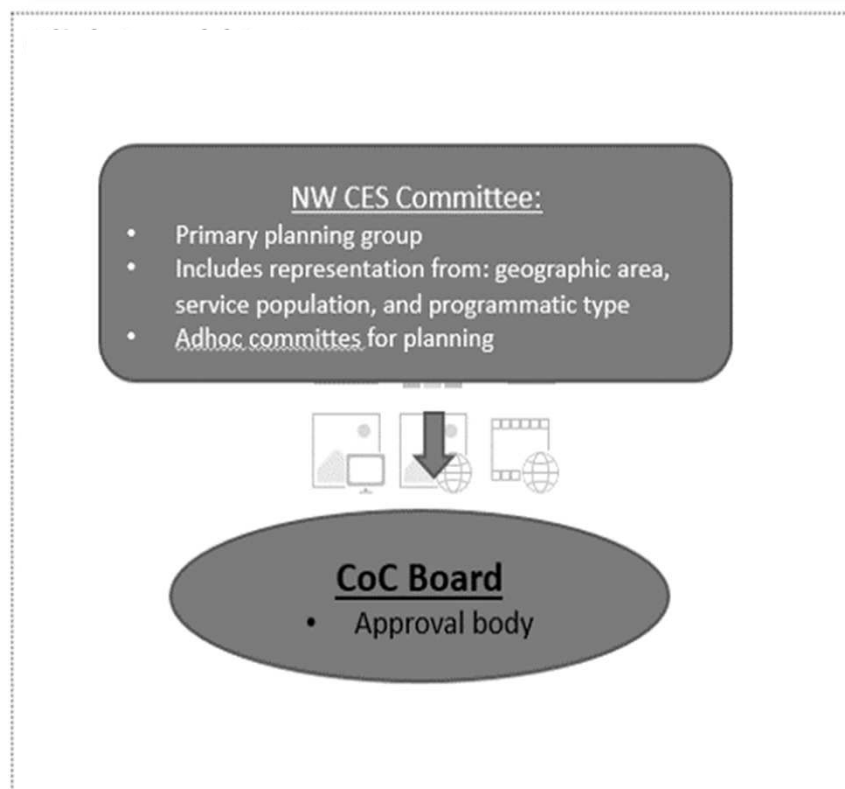 NW CES Committee:
• Primary planning group
• Includes representation from: geographic area,
service population, and programmatic type
• Adhoc committes for planning
CoC Board
• Approval body